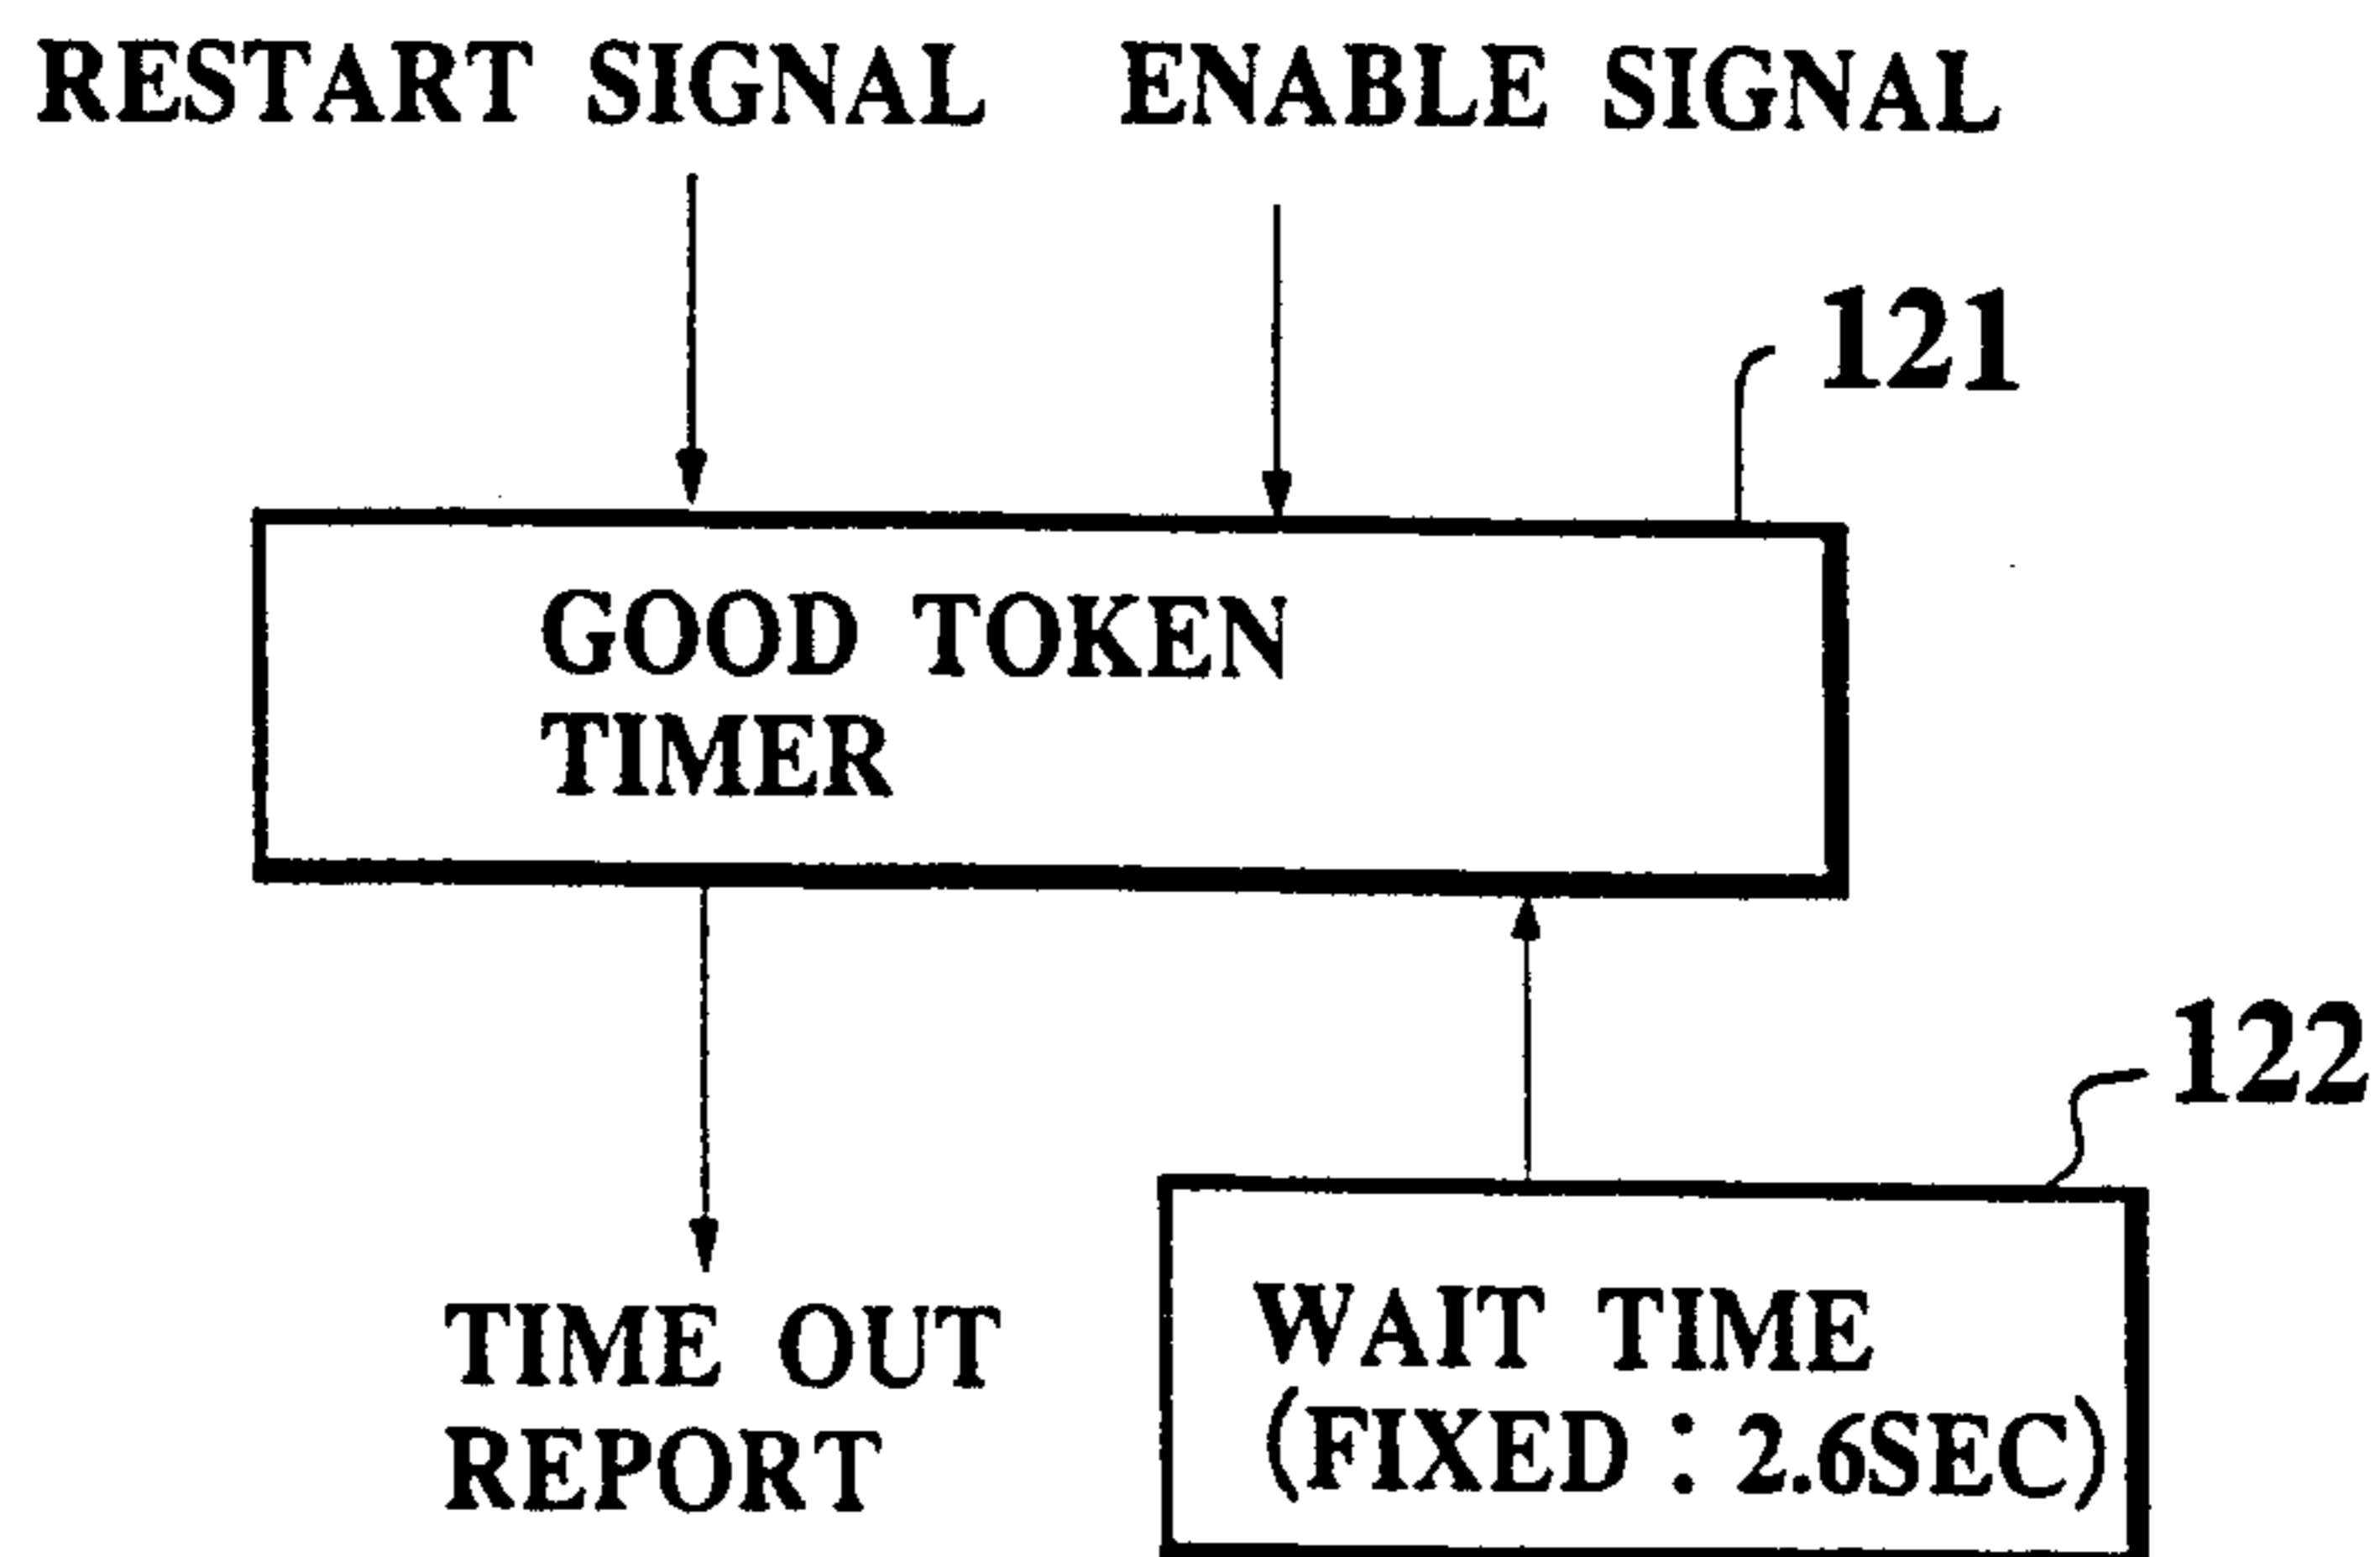 RESTART SIGNAL
ENABLE SIGNAL
121
GOOD TOKEN
TIMER
122
TIME OUT
REPORT
WAIT TIME
(FIXED : 2.6SEC)